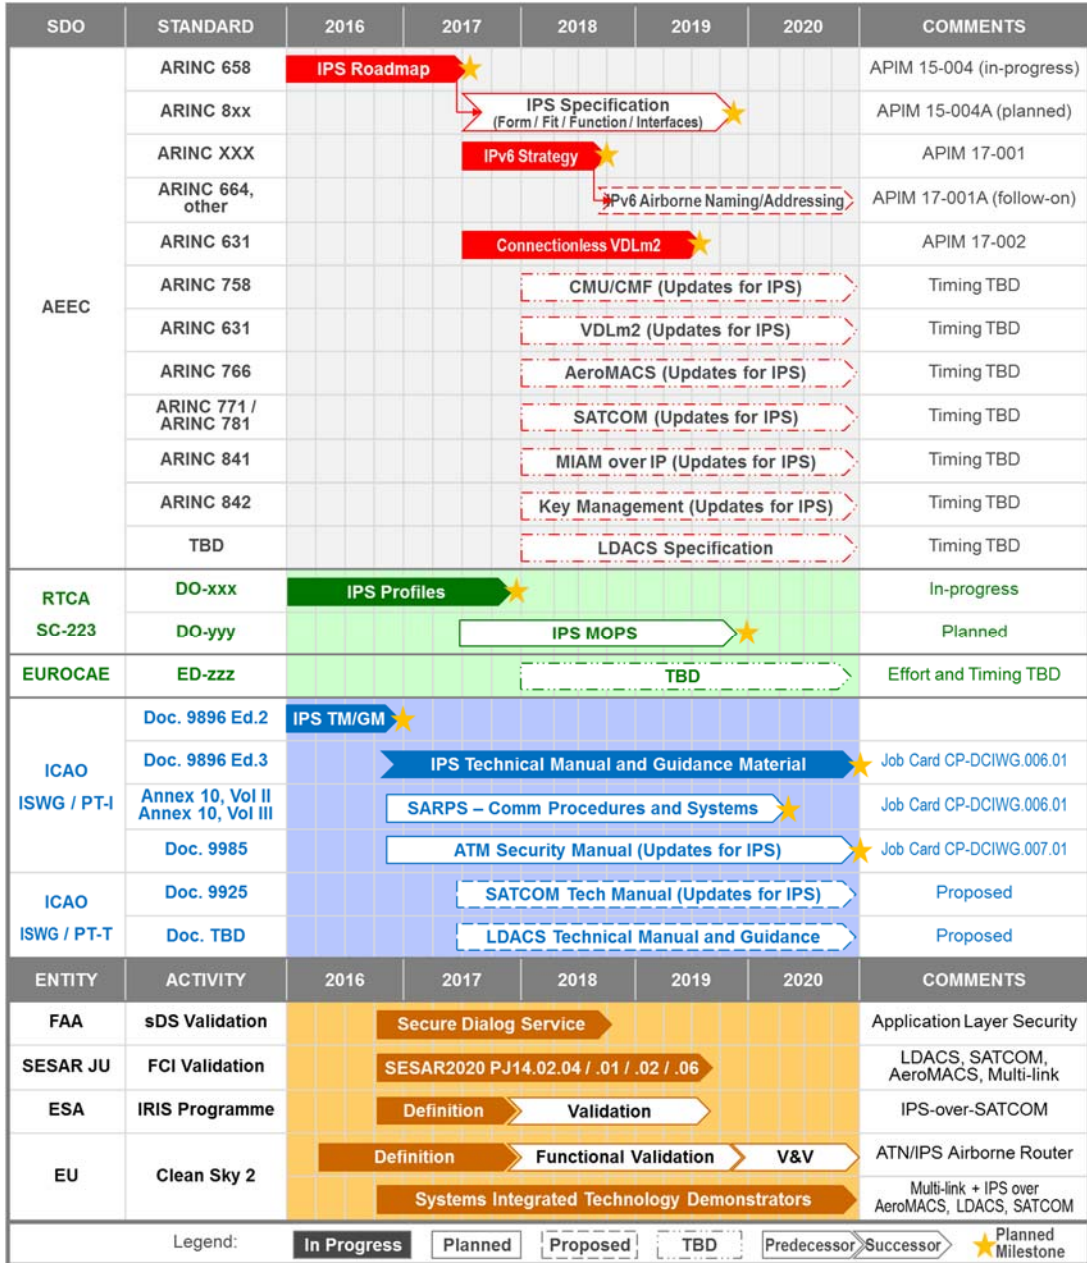 SDO STANDARD 2016 2017 2018 2019 2020 COMMENTS
AEEC
ARINC 658 IPS Roadmap APIM 15-004 (in-progress)
ARINC 8xx IPS Specification APIM 15-004A (planned)
(Form / Fit / Function / Interfaces)
ARINC XXX IPv6 Strategy APIM 17-001
ARINC 664, other IPv6 Airborne Naming/Addressing APIM 17-001A (follow-on)
ARINC 631 Connectionless VDLm2 APIM 17-002
ARINC 758 CMU/CMF (Updates for IPS) Timing TBD
ARINC 631 VDLm2 (Updates for IPS) Timing TBD
ARINC 766 AeroMACS (Updates for IPS) Timing TBD
ARINC 771 / ARINC 781 SATCOM (Updates for IPS) Timing TBD
ARINC 841 MIAM over IP (Updates for IPS) Timing TBD
ARINC 842 Key Management (Updates for IPS) Timing TBD
TBD LDACS Specification Timing TBD
RTCA
SC-223
DO-xxx IPS Profiles In-progress
DO-yyy IPS MOPS Planned
EUROCAE ED-zzz TBD Effort and Timing TBD
ICAO
ISWG / PT-I
Doc. 9896 Ed.2 IPS TM/GM
Doc. 9896 Ed.3 IPS Technical Manual and Guidance Material Job Card CP-DCIWG.006.01
Annex 10, Vol II
Annex 10, Vol III SARPS – Comm Procedures and Systems Job Card CP-DCIWG.006.01
Doc. 9985 ATM Security Manual (Updates for IPS) Job Card CP-DCIWG.007.01
ICAO
ISWG / PT-T
Doc. 9925 SATCOM Tech Manual (Updates for IPS) Proposed
Doc. TBD LDACS Technical Manual and Guidance Proposed
ENTITY ACTIVITY 2016 2017 2018 2019 2020 COMMENTS
FAA sDS Validation Secure Dialog Service Application Layer Security
SESAR JU FCI Validation SESAR2020 PJ14.02.04 / .01 / .02 / .06 LDACS, SATCOM,
AeroMACS, Multi-link
ESA IRIS Programme Definition Validation IPS-over-SATCOM
EU Clean Sky 2
Definition Functional Validation V&V ATN/IPS Airborne Router
Systems Integrated Technology Demonstrators Multi-link + IPS over
AeroMACS, LDACS, SATCOM
Legend: In Progress Planned Proposed TBD Predecessor Successor Planned
Milestone